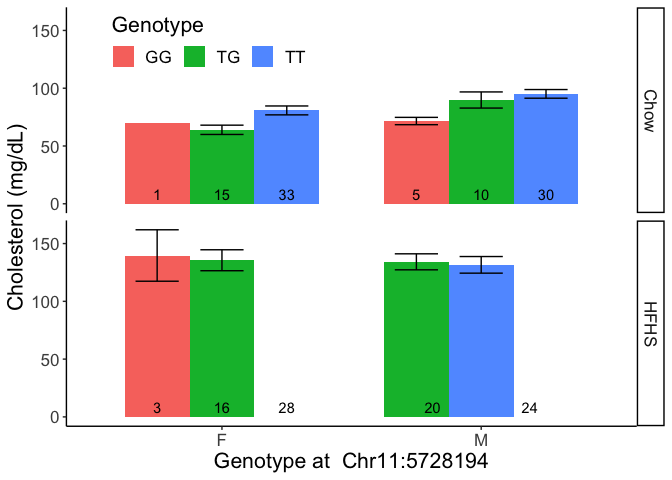 Genotype
GG TG TT
Cholesterol (mg/dL)
150
100
50
0
1 15 33 5 10 30
Chow
150
100
50
0
3 16 28 20 24
HFHS
F M
Genotype at  Chr11:5728194